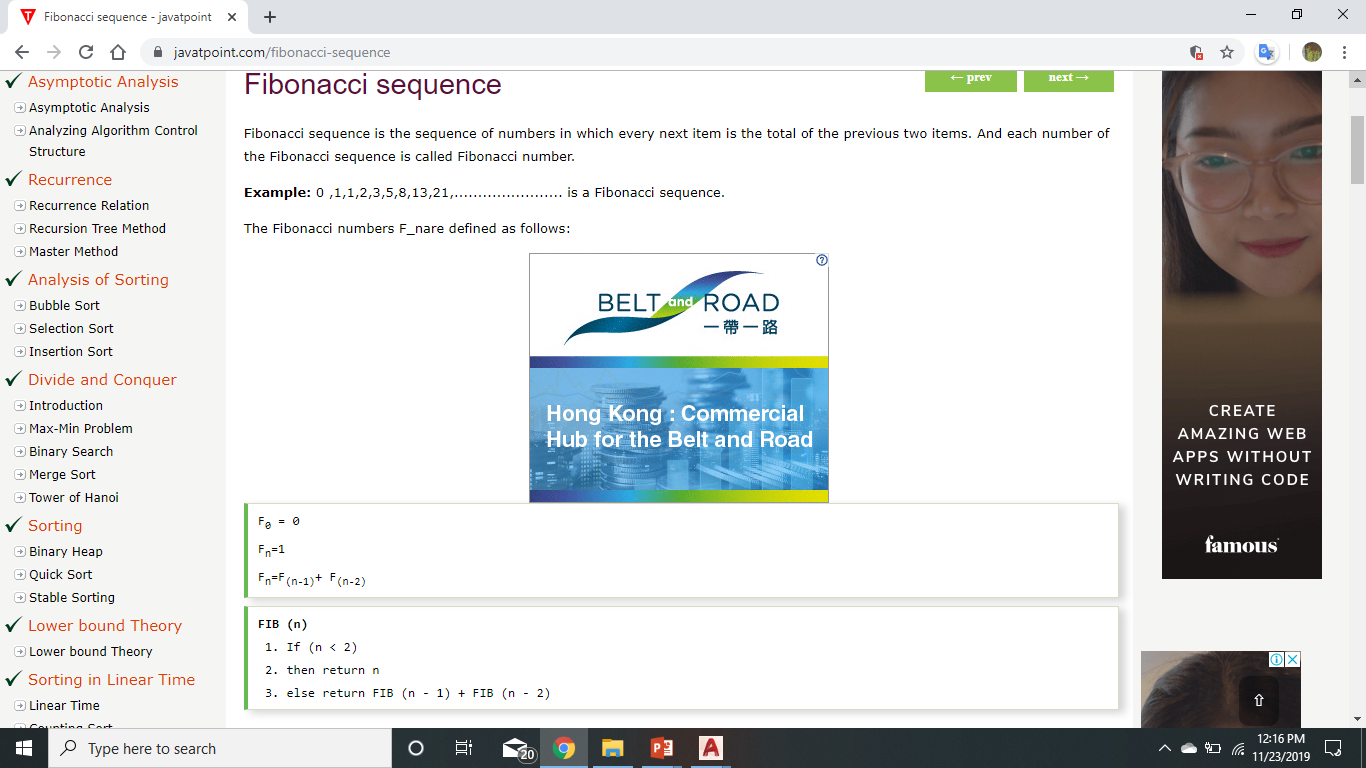 Fibonacci sequence - javatpoint
javatpoint.com/fibonacci-sequence
Asymptotic Analysis
Asymptotic Analysis
Analyzing Algorithm Control
Structure
Recurrence
Recurrence Relation
Recursion Tree Method
Master Method
Analysis of Sorting
Bubble Sort
Selection Sort
Insertion Sort
Divide and Conquer
Introduction
Max-Min Problem
Binary Search
Merge Sort
Tower of Hanoi
Sorting
Binary Heap
Quick Sort
Stable Sorting
Lower bound Theory
Lower bound Theory
Sorting in Linear Time
Linear Time
Counting Sort
Fibonacci sequence
← prev
next →
Fibonacci sequence is the sequence of numbers in which every next item is the total of the previous two items. And each number of
the Fibonacci sequence is called Fibonacci number.
Example: 0 ,1,1,2,3,5,8,13,21,....................... is a Fibonacci sequence.
The Fibonacci numbers F_nare defined as follows:
BELT and ROAD
一帶一路
Hong Kong : Commercial
Hub for the Belt and Road
F0 = 0
Fn=1
Fn=F(n-1)+ F(n-2)
FIB (n)
1. If (n < 2)
2. then return n
3. else return FIB (n - 1) + FIB (n - 2)
CREATE
AMAZING WEB
APPS WITHOUT
WRITING CODE
famous
Type here to search
20
12:16 PM
11/23/2019